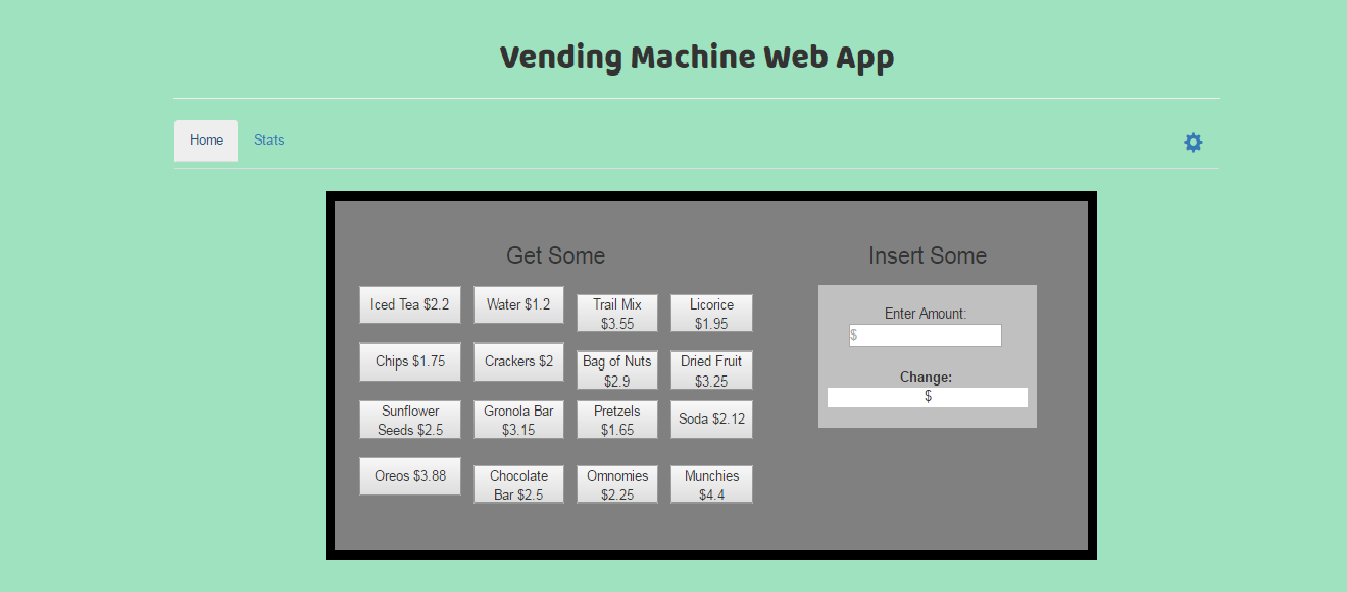 Vending Machine Web App
Home
Stats
Get Some
Insert Some
Iced Tea $2.2
Water $1.2
Trail Mix
$3.55
Licorice
$1.95
Chips $1.75
Crackers $2
Bag of Nuts
$2.9
Dried Fruit
$3.25
Sunflower
Seeds $2.5
Gronola Bar
$3.15
Pretzels
$1.65
Soda $2.12
Oreos $3.88
Chocolate
Bar $2.5
Omnomies
$2.25
Munchies
$4.4
Enter Amount:
$
Change:
$